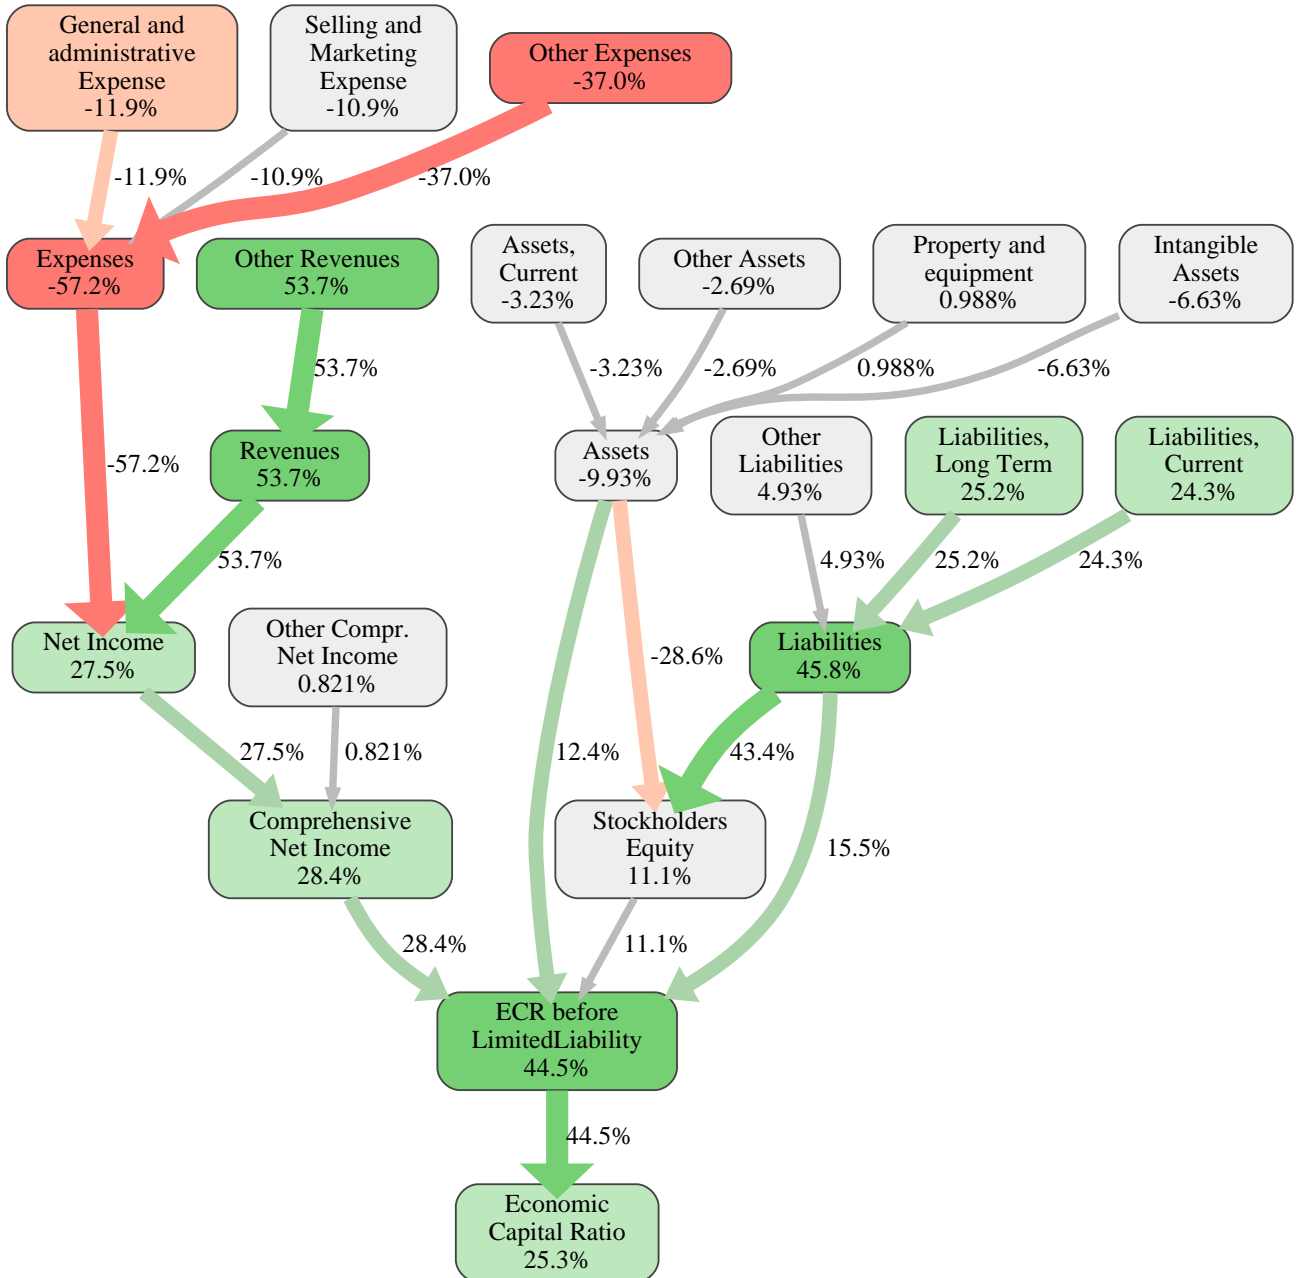 General and
administrative
Expense
-11.9%
Selling and
Marketing
Expense
-10.9%
Other Expenses
-37.0%
-11.9%
-10.9%
-37.0%
Expenses
-57.2%
Other Revenues
53.7%
Assets,
Current
-3.23%
Other Assets
-2.69%
Property and
equipment
0.988%
Intangible
Assets
-6.63%
53.7%
-3.23%
-2.69%
0.988%
-6.63%
-57.2%
Revenues
53.7%
Assets
-9.93%
Other
Liabilities
4.93%
Liabilities,
Long Term
25.2%
Liabilities,
Current
24.3%
53.7%
4.93%
25.2%
24.3%
Net Income
27.5%
Other Compr.
Net Income
0.821%
-28.6%
Liabilities
45.8%
27.5%
0.821%
12.4%
43.4%
Comprehensive
Net Income
28.4%
Stockholders
Equity
11.1%
15.5%
28.4%
11.1%
ECR before
LimitedLiability
44.5%
44.5%
Economic
Capital Ratio
25.3%